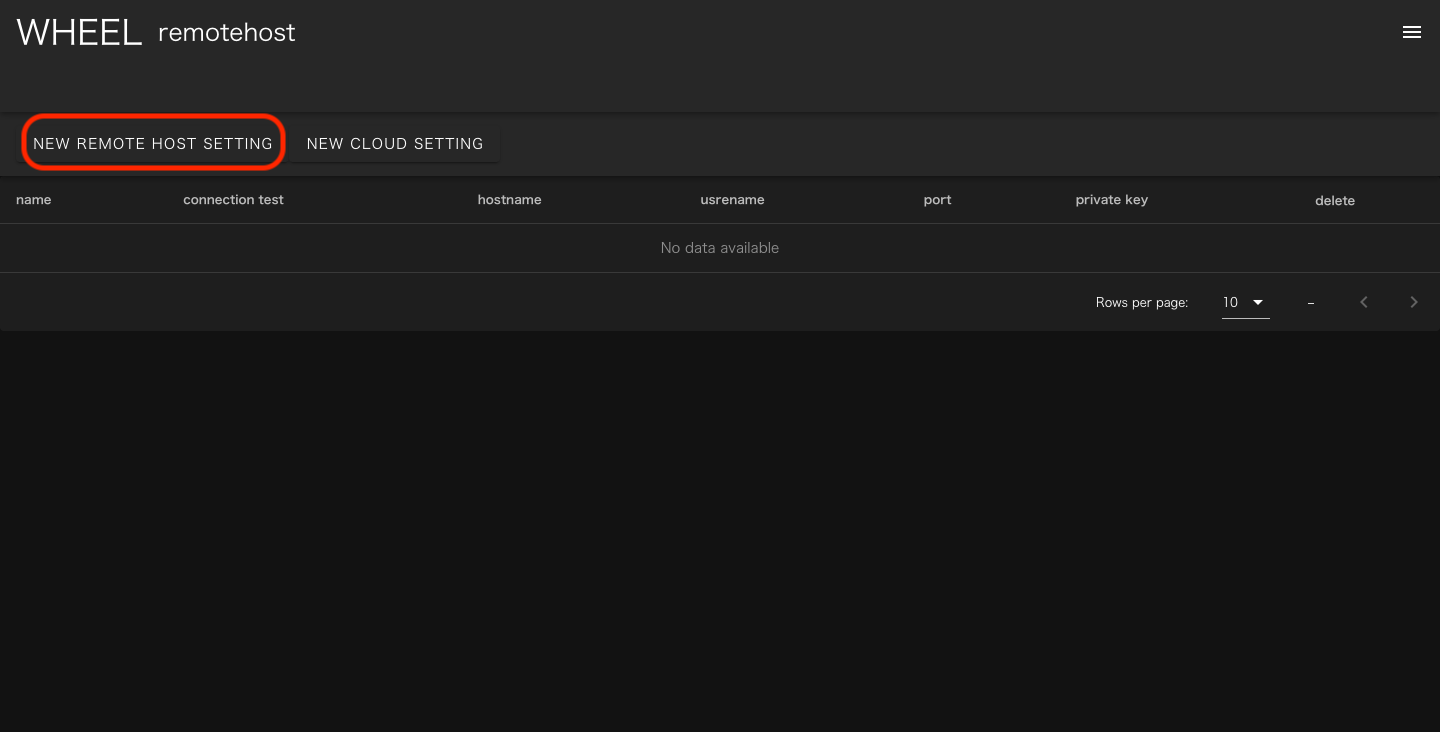 WHEEL remotehost
NEW REMOTE HOST SETTING NEW CLOUD SETTING
name connection test hostname usrename port private key delete
No data available
Rows per page: 10 –